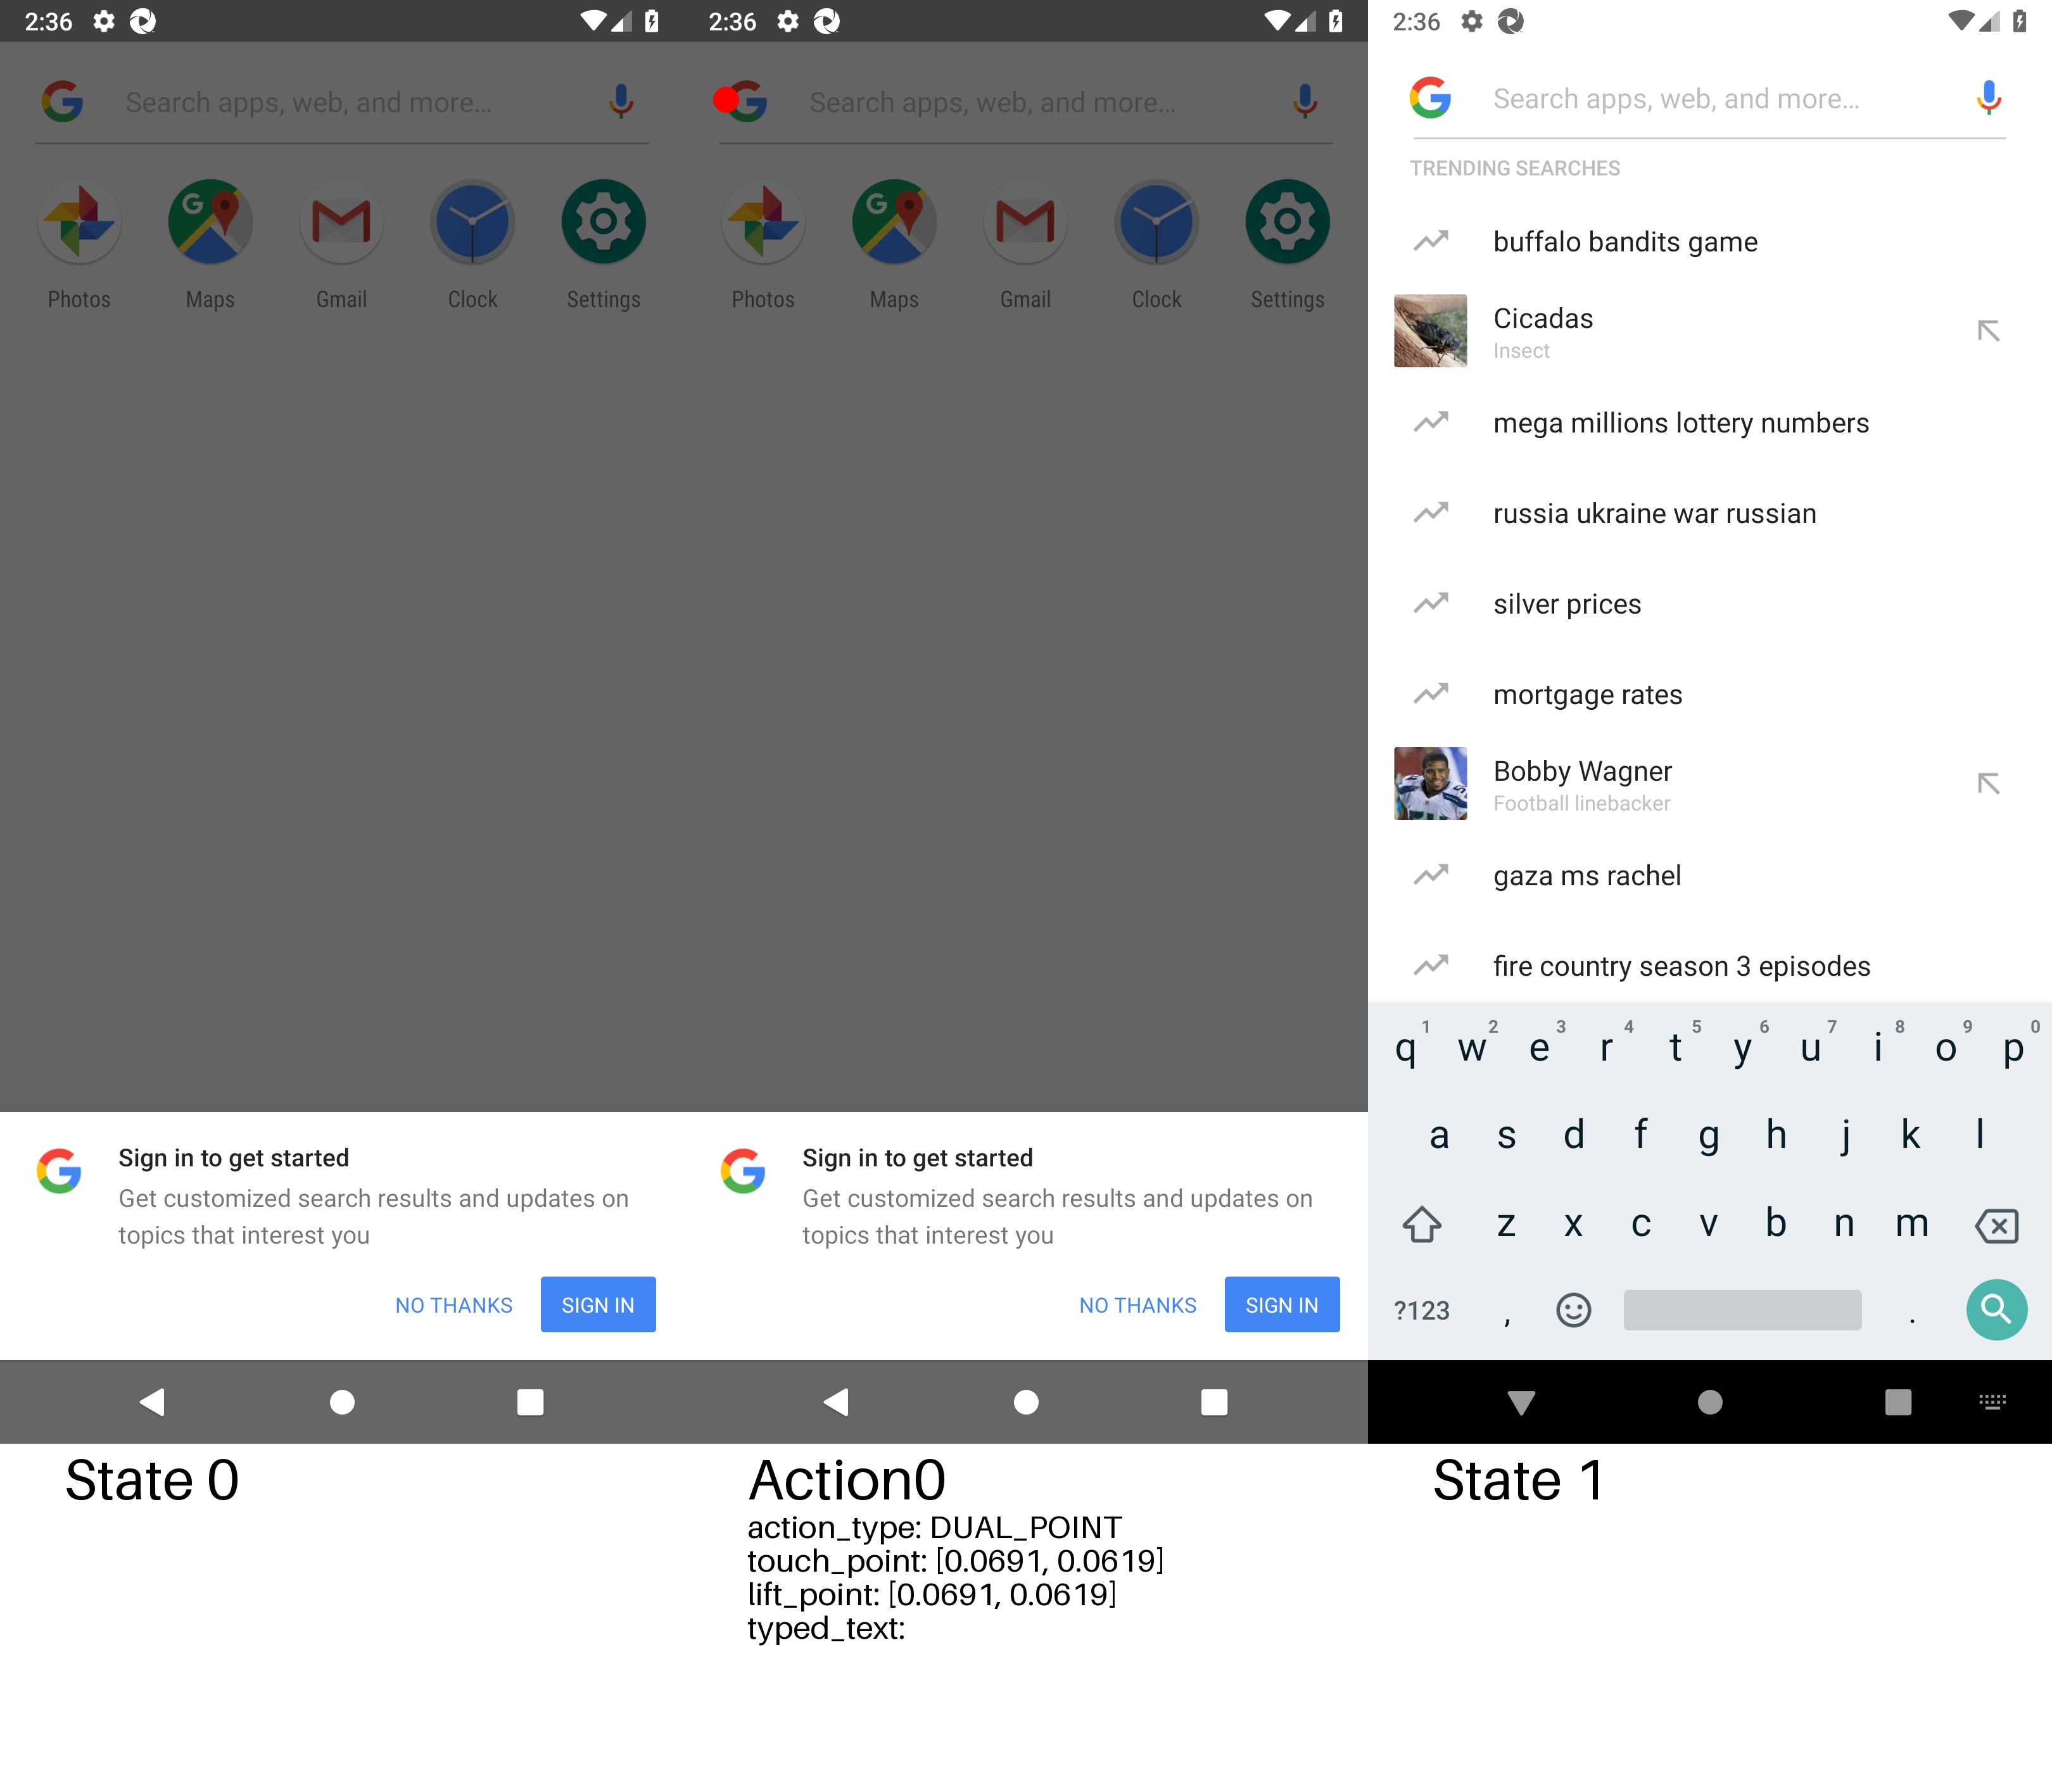 2:36
Search apps, web, and more...
Photos Maps Gmail Clock Settings
Sign in to get started
Get customized search results and updates on
topics that interest you
NO THANKS SIGN IN
State 0
2:36
Search apps, web, and more...
Photos Maps Gmail Clock Settings
Sign in to get started
Get customized search results and updates on
topics that interest you
NO THANKS SIGN IN
Action0
action_type: DUAL_POINT
touch_point: [0.0691, 0.0619]
lift_point: [0.0691, 0.0619]
typed_text:
2:36
Search apps, web, and more...
TRENDING SEARCHES
buffalo bandits game
Cicadas
Insect
mega millions lottery numbers
russia ukraine war russian
silver prices
mortgage rates
Bobby Wagner
Football linebacker
gaza ms rachel
fire country season 3 episodes
1 2 3 4 5 6 7 8 9 0
q w e r t y u i o p
a s d f g h j k l
z x c v b n m
?123 , .
State 1